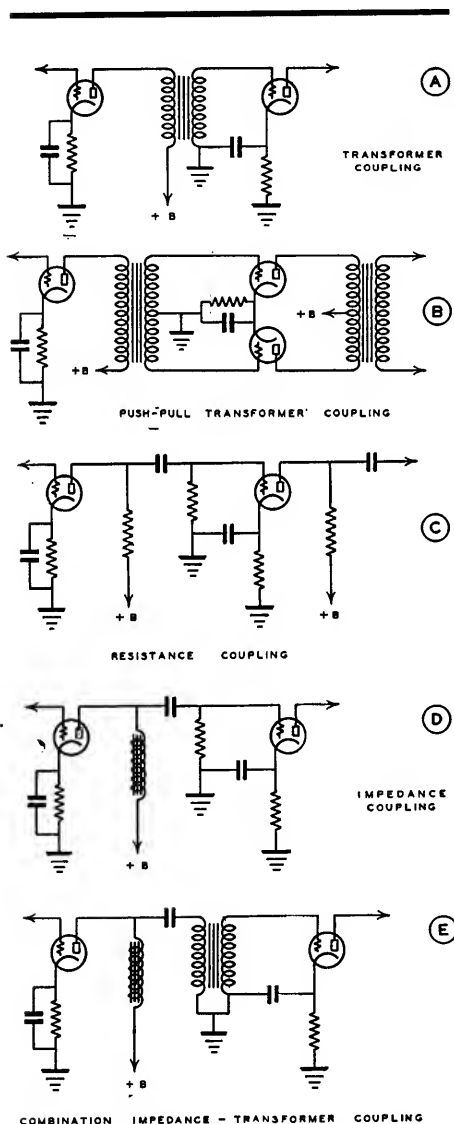 A
TRANSFORMER
COUPLING
+ B
B
+B
+B
PUSH-PULL TRANSFORMER COUPLING
C
+ B
+ B
RESISTANCE COUPLING
D
IMPEDANCE
COUPLING
+ B
E
+ B
COMBINATION IMPEDANCE - TRANSFORMER COUPLING